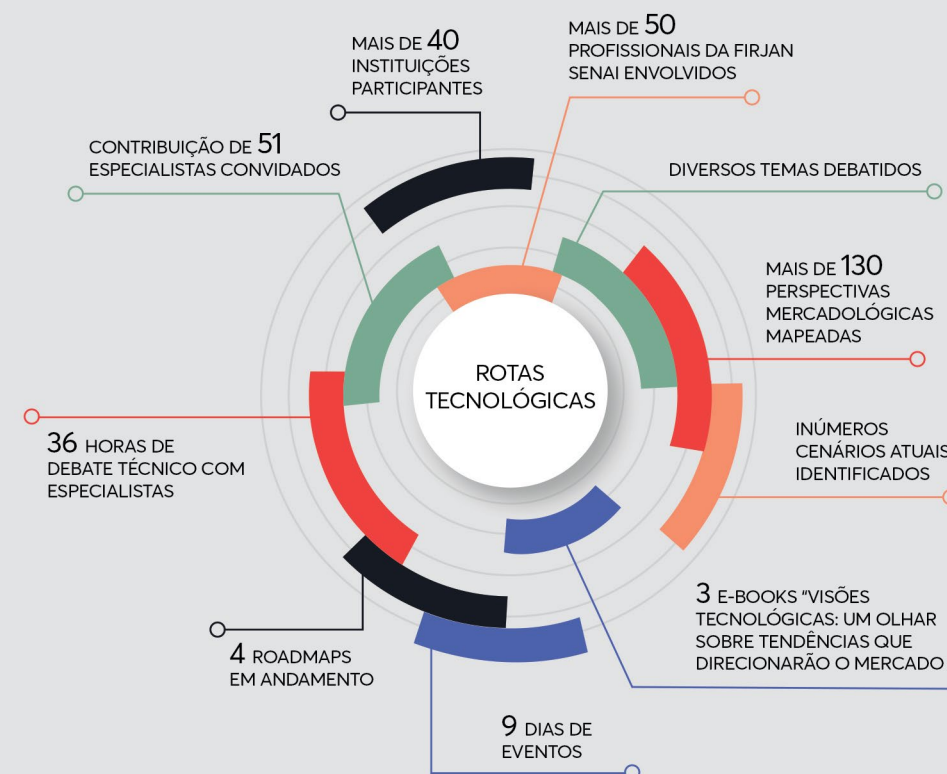 MAIS DE 40
INSTITUIÇÕES
PARTICIPANTES
MAIS DE 50
PROFISSIONAIS DA FIRJAN
SENAI ENVOLVIDOS
CONTRIBUIÇÃO DE 51
ESPECIALISTAS CONVIDADOS
DIVERSOS TEMAS DEBATIDOS
MAIS DE 130
PERSPECTIVAS
MERCADOLÓGICAS
MAPEADAS
ROTAS
TECNOLÓGICAS
36 HORAS DE
DEBATE TÉCNICO COM
ESPECIALISTAS
INÚMEROS
CENÁRIOS ATUAIS
IDENTIFICADOS
3 E-BOOKS "VISÕES
TECNOLÓGICAS: UM OLHAR
SOBRE TENDÊNCIAS QUE
DIRECIONARÃO O MERCADO
4 ROADMAPS
EM ANDAMENTO
9 DIAS DE
EVENTOS